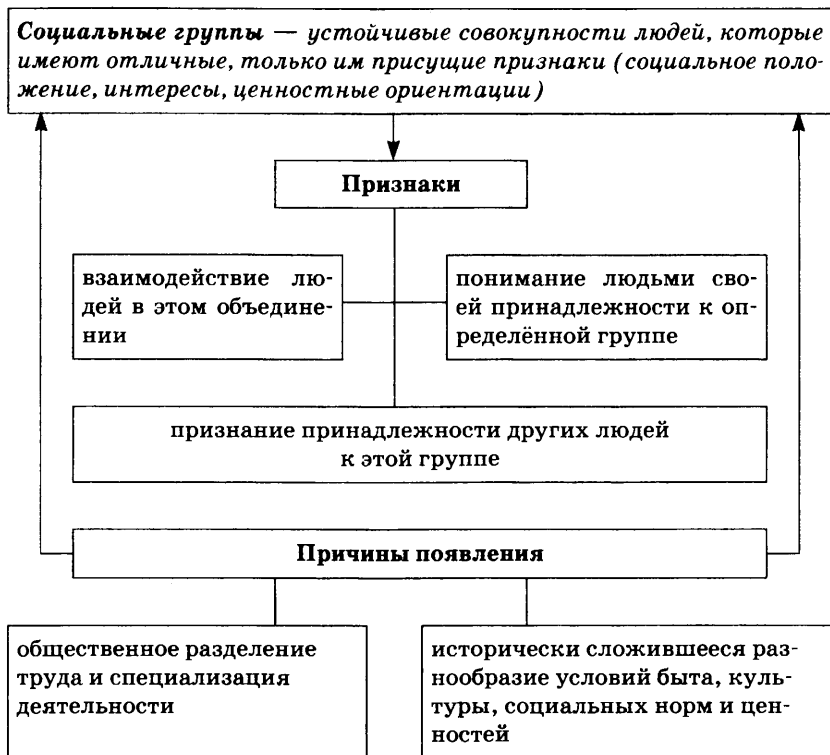 Социальные группы — устойчивые совокупности людей, которые
имеют отличные, только им присущие признаки (социальное поло-
жение, интересы, ценностные ориентации)
Признаки
взаимодействие лю-
дей в этом объедине-
нии
понимание людьми сво-
ей принадлежности к оп-
ределённой группе
признание принадлежности других людей
к этой группе
Причины появления
общественное разделение
труда и специализация
деятельности
исторически сложившееся раз-
нообразие условий быта, куль-
туры, социальных норм и цен-
ностей